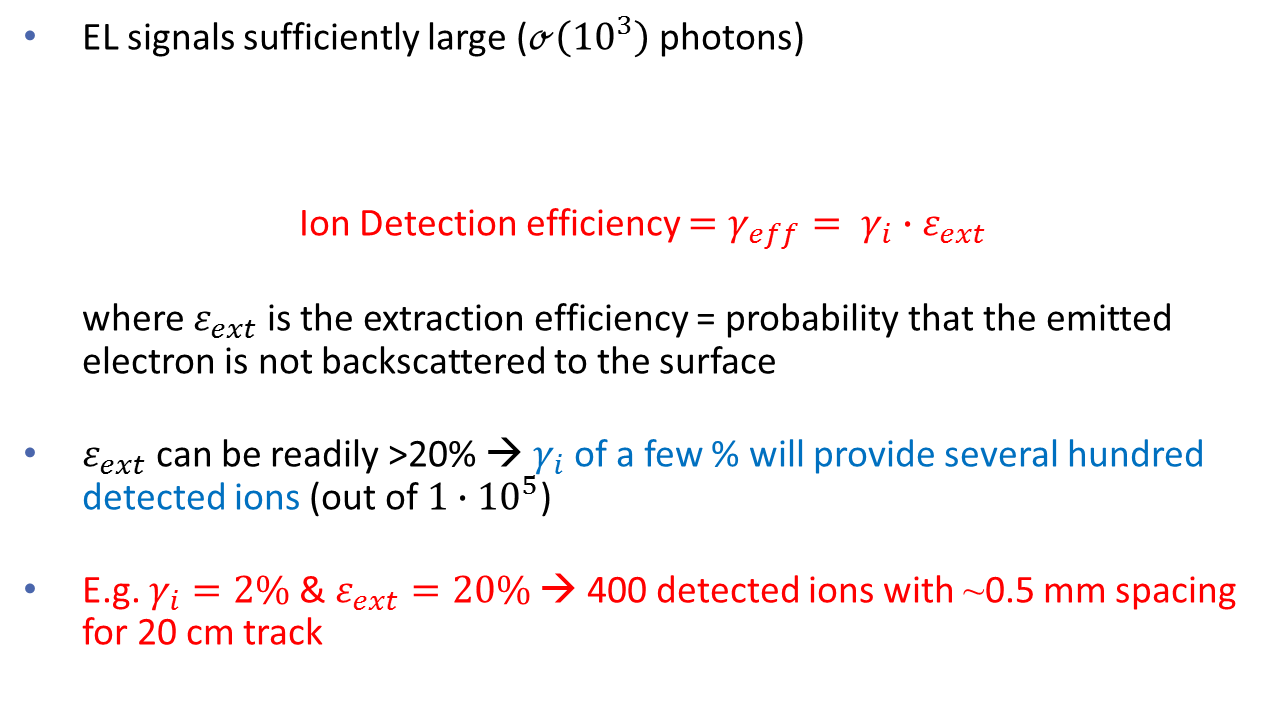 • EL signals sufficiently large (ℴ(10³) photons)
Ion Detection efficiency = γ_eff = γ_i · ε_ext
where ε_ext is the extraction efficiency = probability that the emitted
electron is not backscattered to the surface
• ε_ext can be readily >20% → γ_i of a few % will provide several hundred
detected ions (out of 1 · 10⁵)
• E.g. γ_i = 2% & ε_ext = 20% → 400 detected ions with ~0.5 mm spacing
for 20 cm track